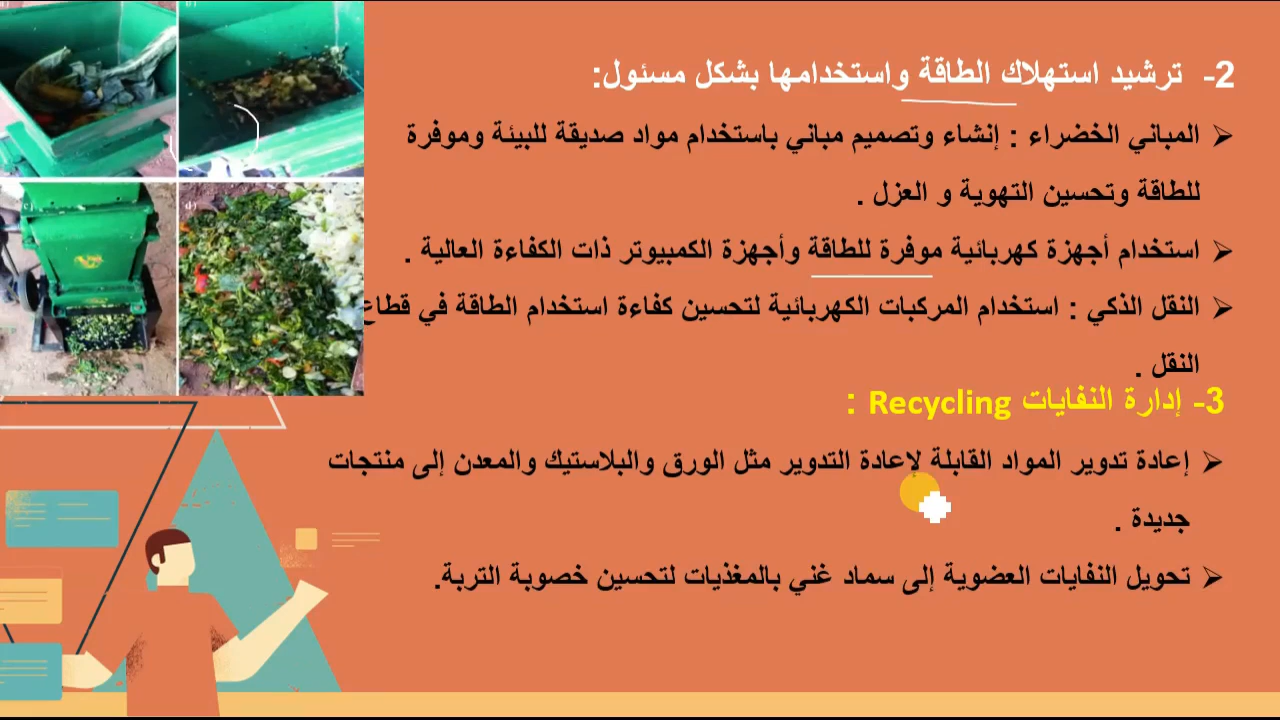 2- ترشيد استهلاك الطاقة واستخدامها بشكل مسئول:
المباني الخضراء : إنشاء وتصميم مباني باستخدام مواد صديقة للبيئة وموفرة
للطاقة وتحسين التهوية و العزل .
استخدام أجهزة كهربائية موفرة للطاقة وأجهزة الكمبيوتر ذات الكفاءة العالية .
النقل الذكي : استخدام المركبات الكهربائية لتحسين كفاءة استخدام الطاقة في قطاع
النقل .
3- إدارة النفايات Recycling :
إعادة تدوير المواد القابلة لإعادة التدوير مثل الورق والبلاستيك والمعدن إلى منتجات
جديدة .
تحويل النفايات العضوية إلى سماد غني بالمغذيات لتحسين خصوبة التربة.
c)
d)